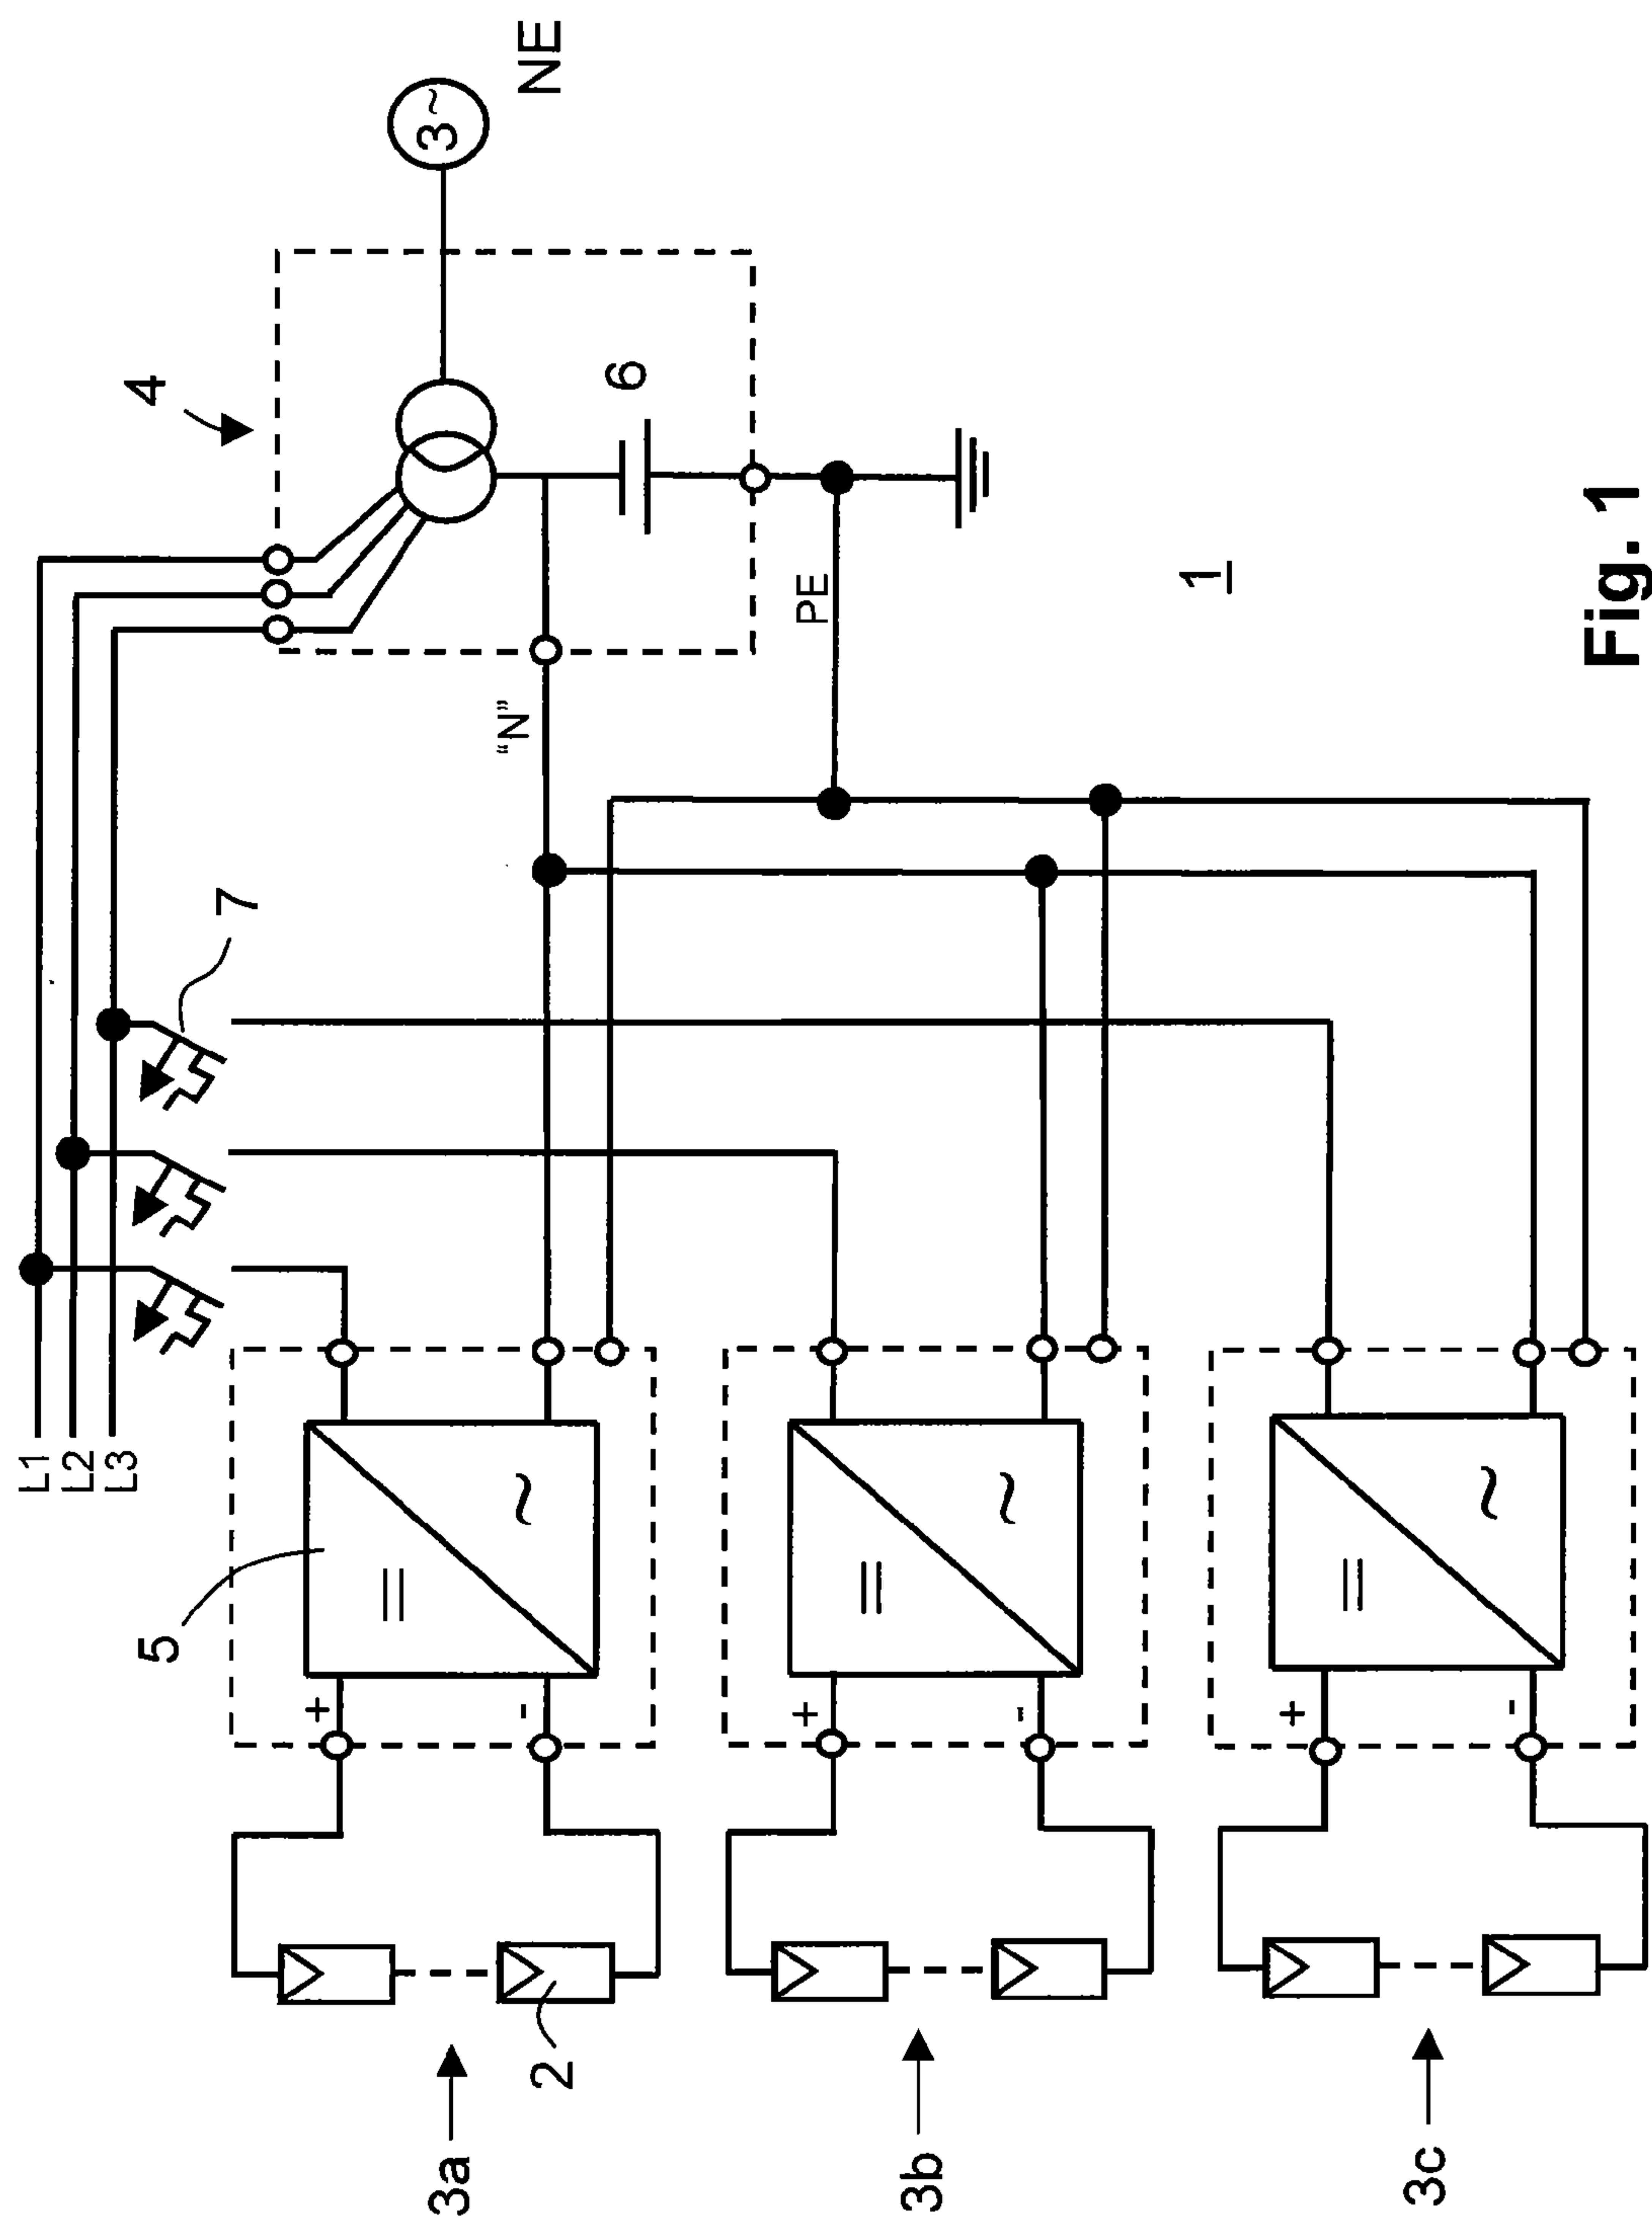 L1
L2
L3
7
4
3~
NE
6
"N"
PE
5
+
-
~
=
+
-
~
=
+
-
~
=
2
3a
3b
3c
1
Fig. 1